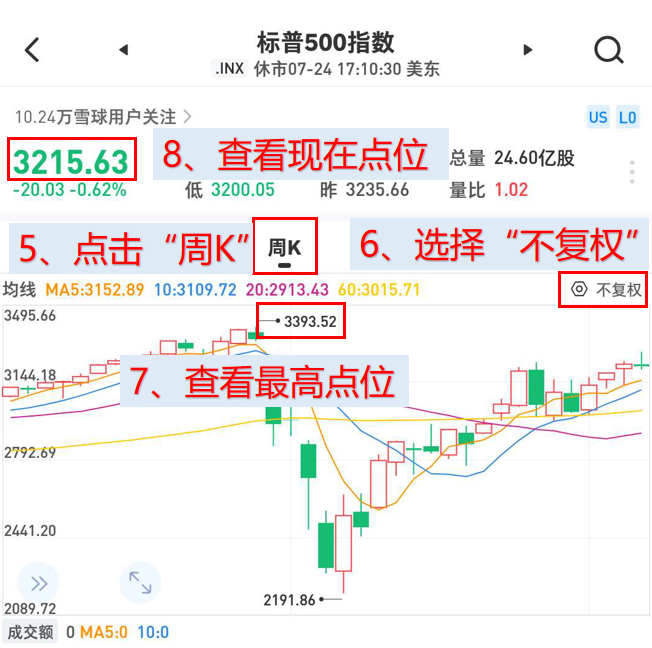 标普500指数
.INX 休市07-24 17:10:30 美东
10.24万雪球用户关注
US L0
3215.63
8、查看现在点位
总量 24.60亿股
-20.03 -0.62%
低 3200.05
昨 3235.66
量比 1.02
5、点击“周K”
周K
6、选择“不复权”
均线 MA5:3152.89 10:3109.72 20:2913.43 60:3015.71
不复权
3495.66
3393.52
3144.18
7、查看最高点位
2792.69
2441.20
2191.86
2089.72
成交额 0 MA5:0 10:0